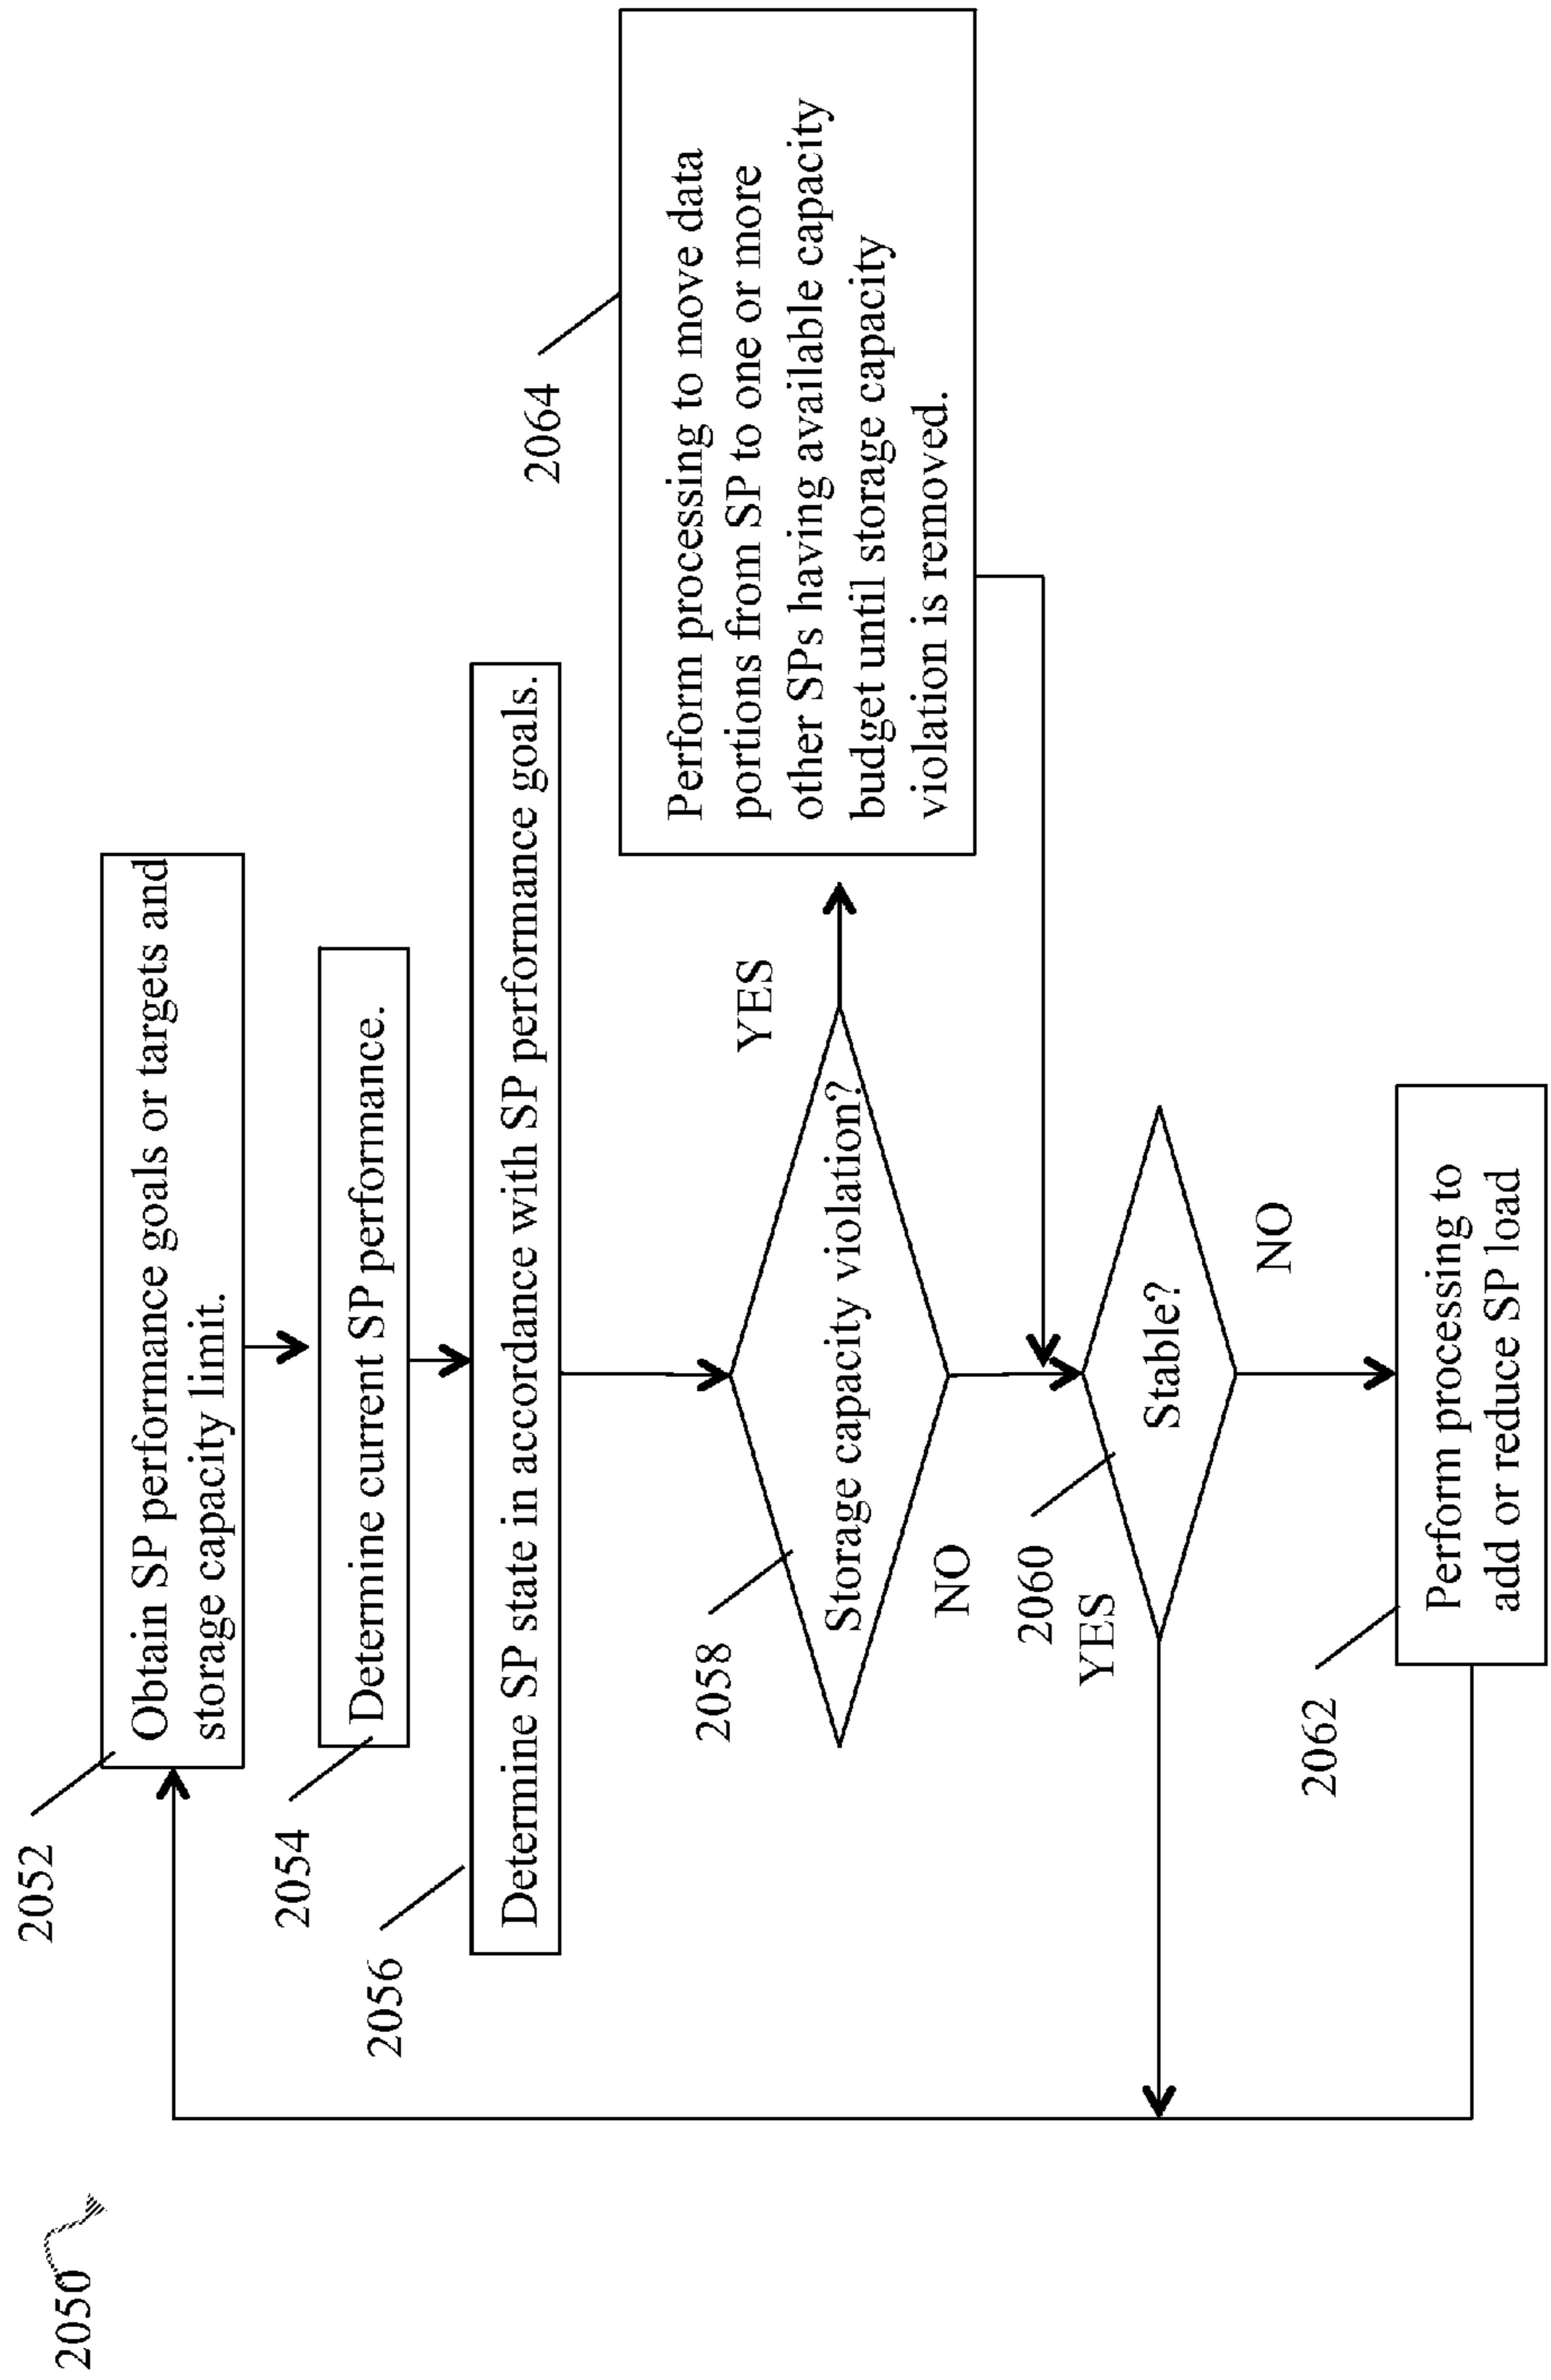 2050
2052
Obtain SP performance goals or targets and
storage capacity limit.
2054
Determine current SP performance.
2056
Determine SP state in accordance with SP performance goals.
2058
Storage capacity violation?
YES
2064
Perform processing to move data
portions from SP to one or more
other SPs having available capacity
budget until storage capacity
violation is removed.
NO
2060
Stable?
YES
NO
2062
Perform processing to
add or reduce SP load